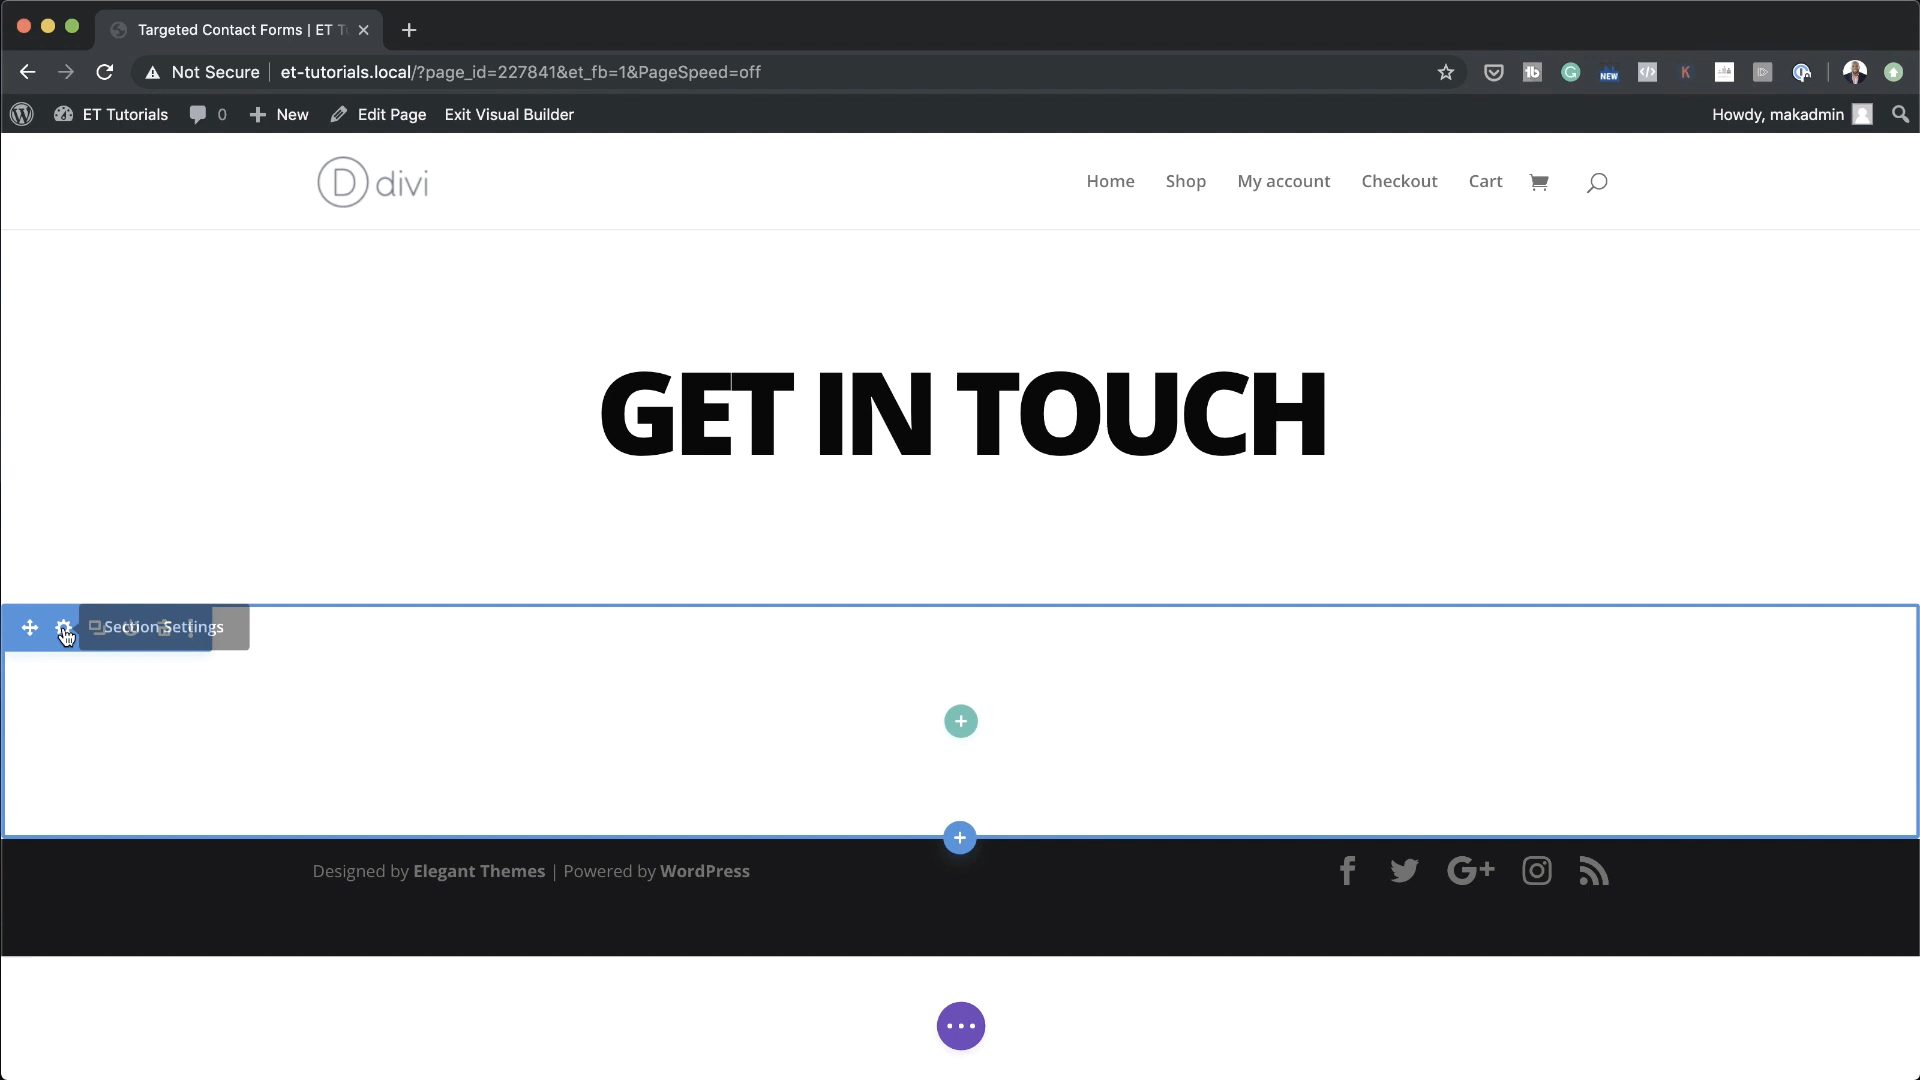 Targeted Contact Forms | ET T
Not Secure et-tutorials.local/?page_id=227841&et_fb=1&PageSpeed=off
ET Tutorials 0 New Edit Page Exit Visual Builder Howdy, makadmin
D divi Home Shop My account Checkout Cart
GET IN TOUCH
Section Settings
Designed by Elegant Themes | Powered by WordPress